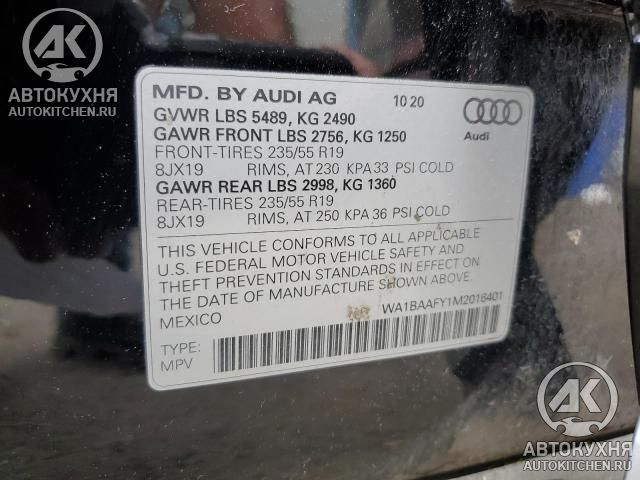 АК
АВТОКУХНЯ
AUTOKITCHEN.RU
MFD. BY AUDI AG 10 20
GVWR LBS 5489, KG 2490
GAWR FRONT LBS 2756, KG 1250
FRONT-TIRES 235/55 R19
8JX19 RIMS, AT 230 KPA 33 PSI COLD
GAWR REAR LBS 2998, KG 1360
REAR-TIRES 235/55 R19
8JX19 RIMS, AT 250 KPA 36 PSI COLD
Audi
THIS VEHICLE CONFORMS TO ALL APPLICABLE
U.S. FEDERAL MOTOR VEHICLE SAFETY AND
THEFT PREVENTION STANDARDS IN EFFECT ON
THE DATE OF MANUFACTURE SHOWN ABOVE.
MEXICO WA1BAAFY1M2016401
TYPE:
MPV
АК
АВТОКУХНЯ
AUTOKITCHEN.RU